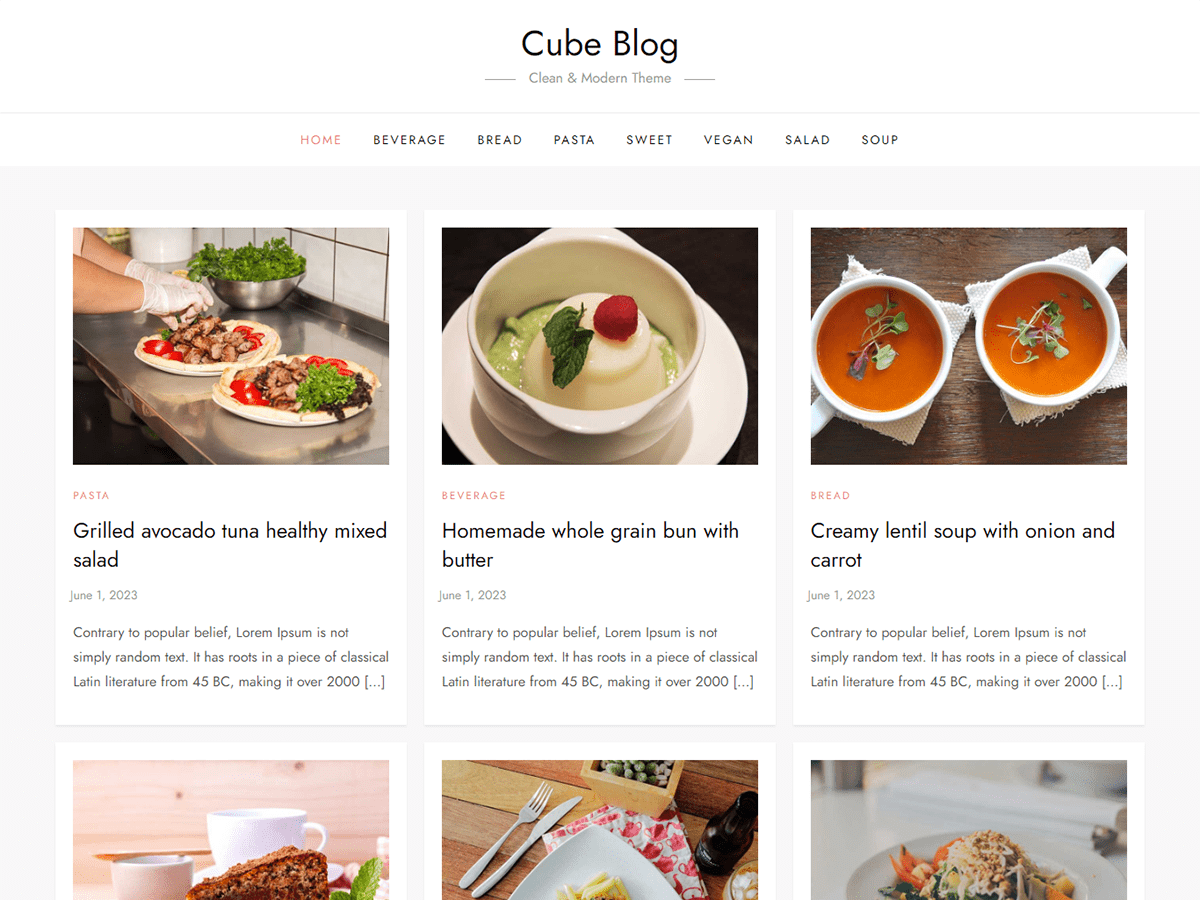 Cube Blog
Clean & Modern Theme
HOME BEVERAGE BREAD PASTA SWEET VEGAN SALAD SOUP
PASTA
Grilled avocado tuna healthy mixed
salad
June 1, 2023
Contrary to popular belief, Lorem Ipsum is not
simply random text. It has roots in a piece of classical
Latin literature from 45 BC, making it over 2000 [...]
BEVERAGE
Homemade whole grain bun with
butter
June 1, 2023
Contrary to popular belief, Lorem Ipsum is not
simply random text. It has roots in a piece of classical
Latin literature from 45 BC, making it over 2000 [...]
BREAD
Creamy lentil soup with onion and
carrot
June 1, 2023
Contrary to popular belief, Lorem Ipsum is not
simply random text. It has roots in a piece of classical
Latin literature from 45 BC, making it over 2000 [...]